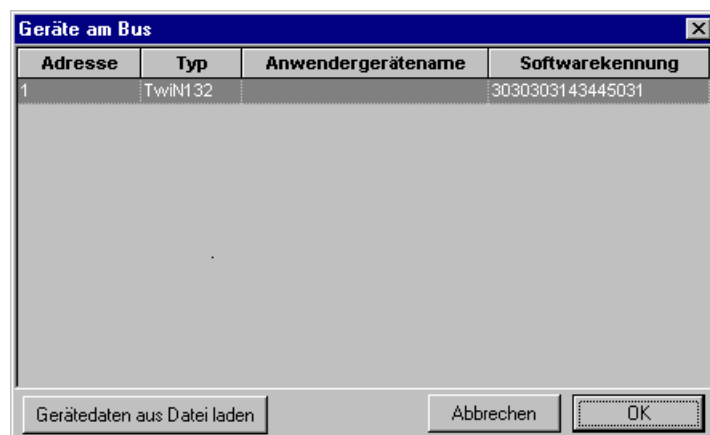 Geräte am Bus
Adresse Typ Anwendergerätename Softwarekennung
1 TwiN132 3030303143445031
Gerätedaten aus Datei laden Abbrechen OK